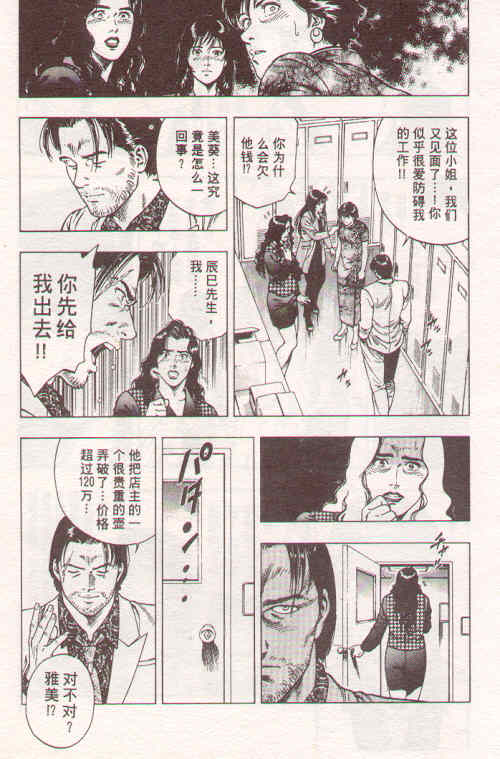 这位小姐，我们
又见面了……！你
似乎很爱防碍我
的工作!!
你为什
么会欠
他钱!?
美葵…这究
竟是怎么一
回事？
辰巳先生，
我……
你先给
我出去!!
パタン・・・
他把店主的一
个很贵重的壶
弄破了…价格
超过120万…
对不对？
雅美!?